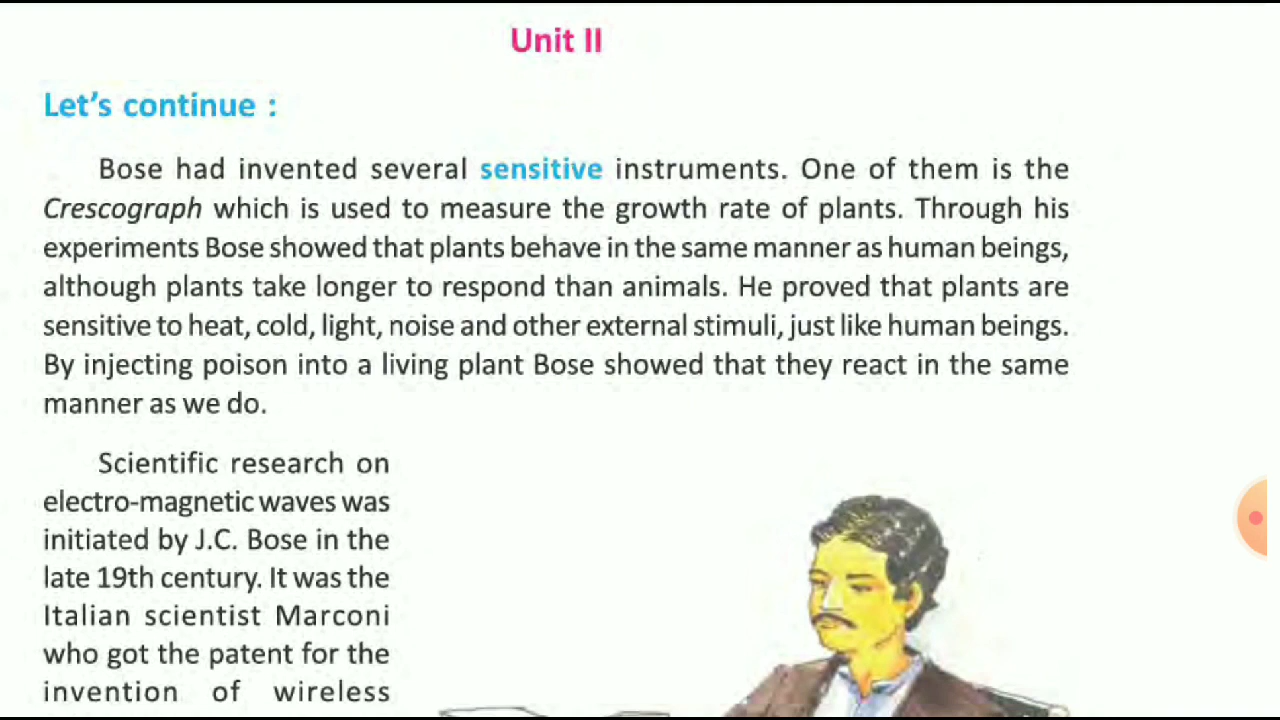 Unit II
Let's continue :
Bose had invented several sensitive instruments. One of them is the
Crescograph which is used to measure the growth rate of plants. Through his
experiments Bose showed that plants behave in the same manner as human beings,
although plants take longer to respond than animals. He proved that plants are
sensitive to heat, cold, light, noise and other external stimuli, just like human beings.
By injecting poison into a living plant Bose showed that they react in the same
manner as we do.
Scientific research on
electro-magnetic waves was
initiated by J.C. Bose in the
late 19th century. It was the
Italian scientist Marconi
who got the patent for the
invention of wireless